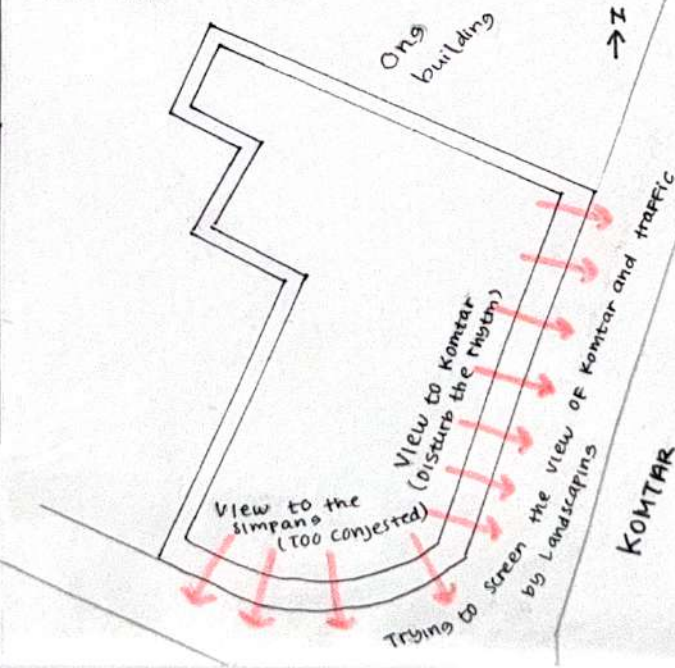 Ong
building
→Z
View to Komtar
(Disturb the rhytm)
View to the
simpang
(Too conjested)
Trying to screen the view of Komtar and traffic
by Landscaping
KOMTAR